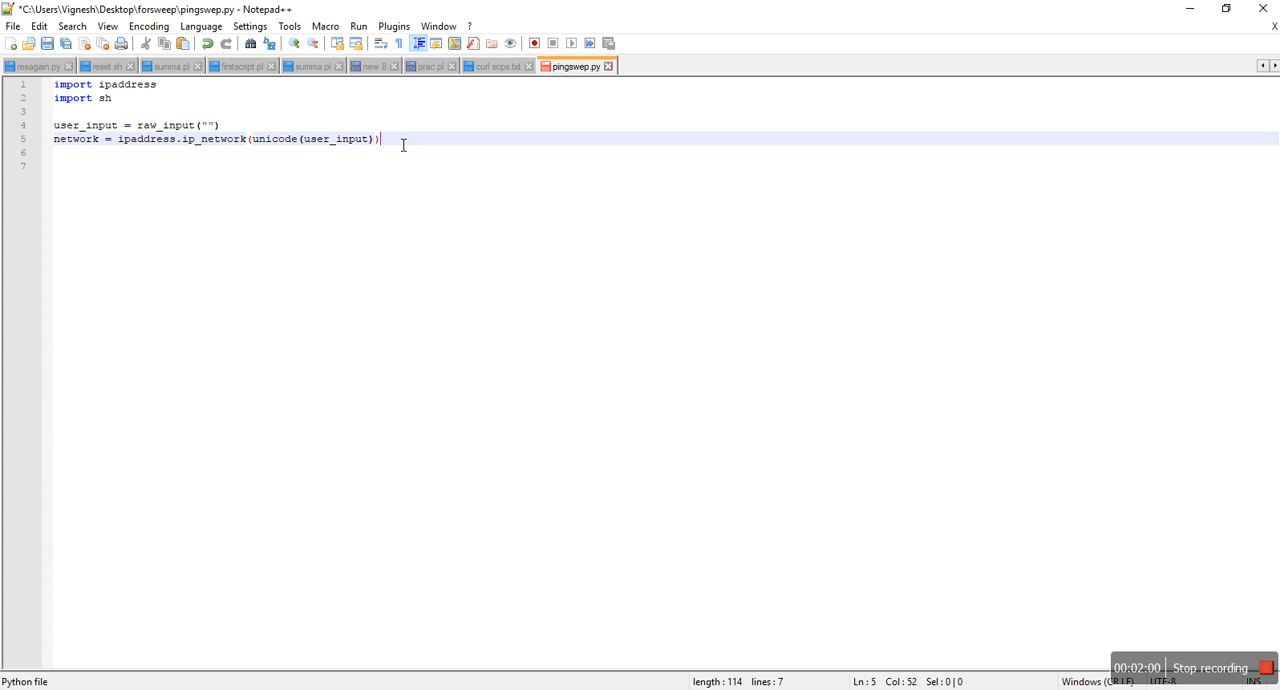 *C:\Users\Vignesh\Desktop\forsweep\pingswep.py - Notepad++
File Edit Search View Encoding Language Settings Tools Macro Run Plugins Window ? X
resagain.py reset.sh summa.pl firntscript.pl summa.pl new 8 prac.pl curf scps.txt pingswep.py
1 import ipaddress
2 import sh
3
4 user_input = raw_input("")
5 network = ipaddress.ip_network(unicode(user_input))
6
7
00:02:00 Stop recording
Python file length : 114 lines : 7 Ln : 5 Col : 52 Sel : 0 | 0 Windows (CR LF) UTF-8 INS